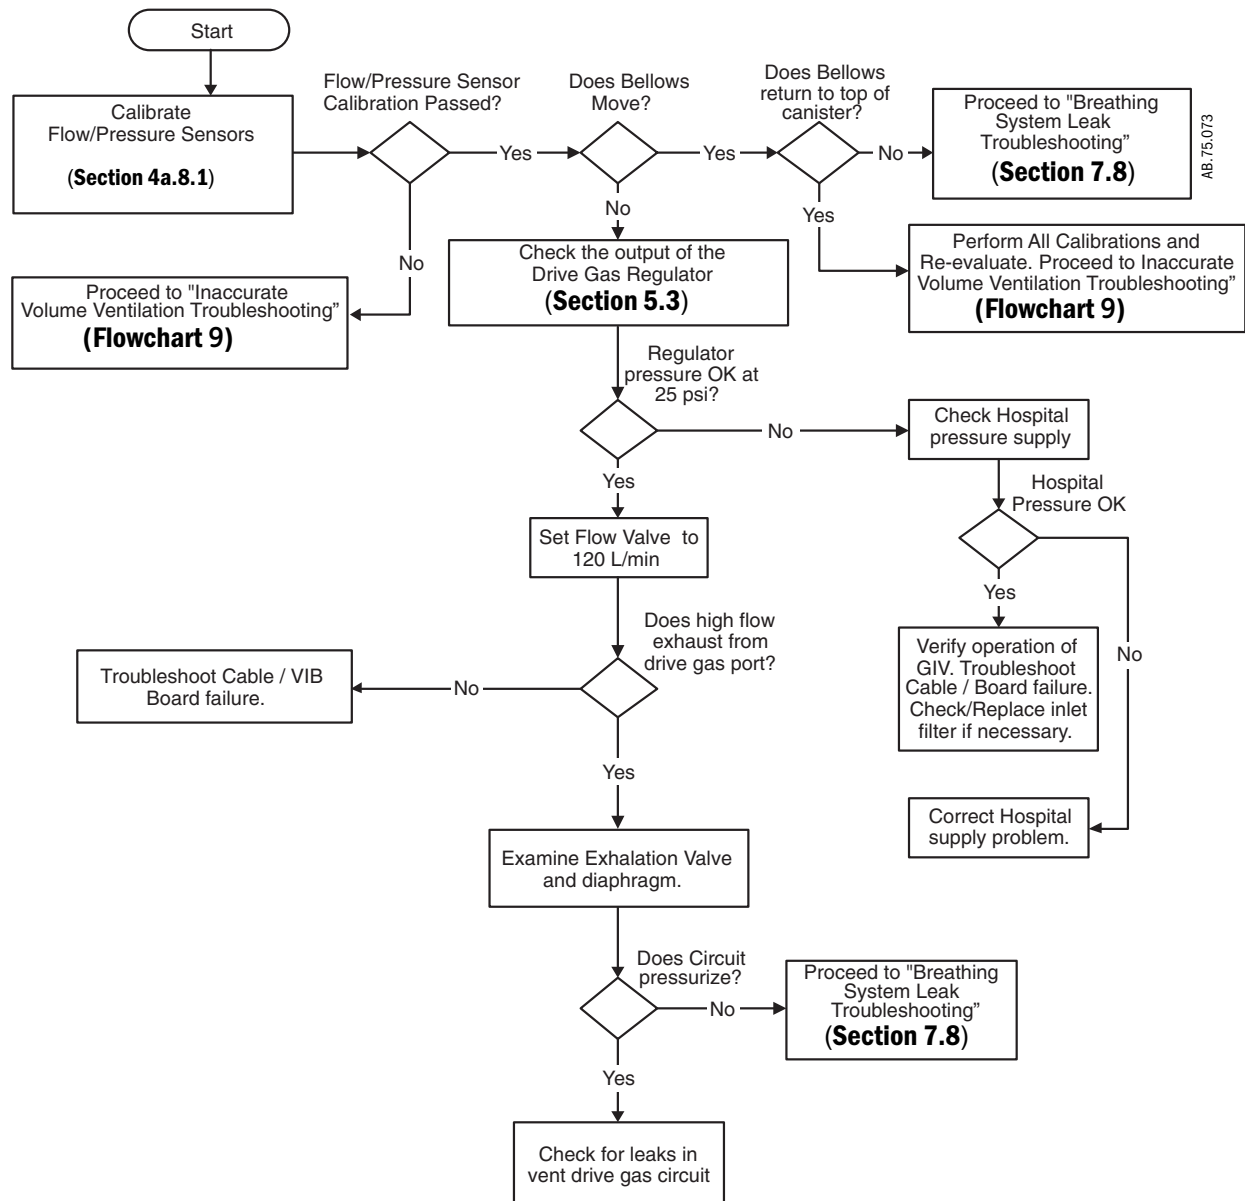 Start
Calibrate
Flow/Pressure Sensors
(Section 4a.8.1)
Flow/Pressure Sensor
Calibration Passed?
Yes
No
Proceed to "Inaccurate
Volume Ventilation Troubleshooting”
(Flowchart 9)
Does Bellows
Move?
Yes
No
Does Bellows
return to top of
canister?
No
Yes
Proceed to "Breathing
System Leak
Troubleshooting”
(Section 7.8)
AB.75.073
Perform All Calibrations and
Re-evaluate. Proceed to Inaccurate
Volume Ventilation Troubleshooting”
(Flowchart 9)
Check the output of the
Drive Gas Regulator
(Section 5.3)
Regulator
pressure OK at
25 psi?
No
Yes
Check Hospital
pressure supply
Hospital
Pressure OK
Yes
No
Verify operation of
GIV. Troubleshoot
Cable / Board failure.
Check/Replace inlet
filter if necessary.
Correct Hospital
supply problem.
Set Flow Valve to
120 L/min
Does high flow
exhaust from
drive gas port?
No
Yes
Troubleshoot Cable / VIB
Board failure.
Examine Exhalation Valve
and diaphragm.
Does Circuit
pressurize?
No
Yes
Proceed to "Breathing
System Leak
Troubleshooting”
(Section 7.8)
Check for leaks in
vent drive gas circuit